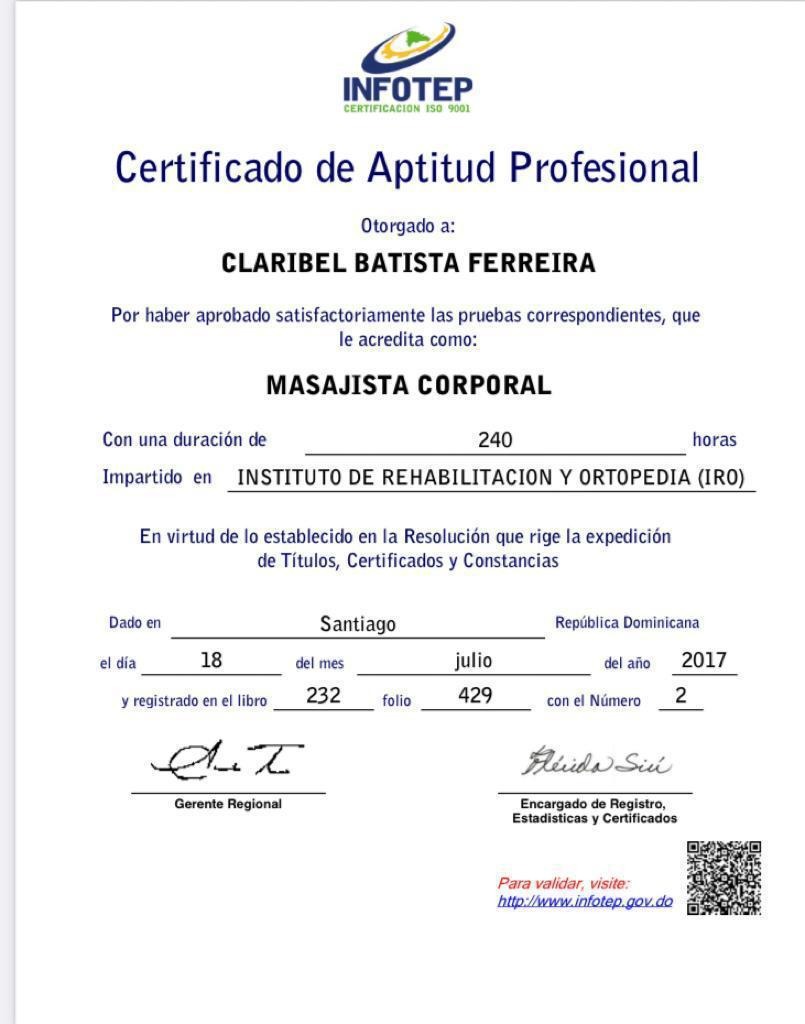 INFOTEP
CERTIFICACIÓN ISO 9001
Certificado de Aptitud Profesional
Otorgado a:
CLARIBEL BATISTA FERREIRA
Por haber aprobado satisfactoriamente las pruebas correspondientes, que
le acredita como:
MASAJISTA CORPORAL
Con una duración de 240 horas
Impartido en INSTITUTO DE REHABILITACION Y ORTOPEDIA (IRO)
En virtud de lo establecido en la Resolución que rige la expedición
de Títulos, Certificados y Constancias
Dado en Santiago República Dominicana
el día 18 del mes julio del año 2017
y registrado en el libro 232 folio 429 con el Número 2
Gerente Regional
Encargado de Registro,
Estadisticas y Certificados
Para validar, visite:
http://www.infotep.gov.do